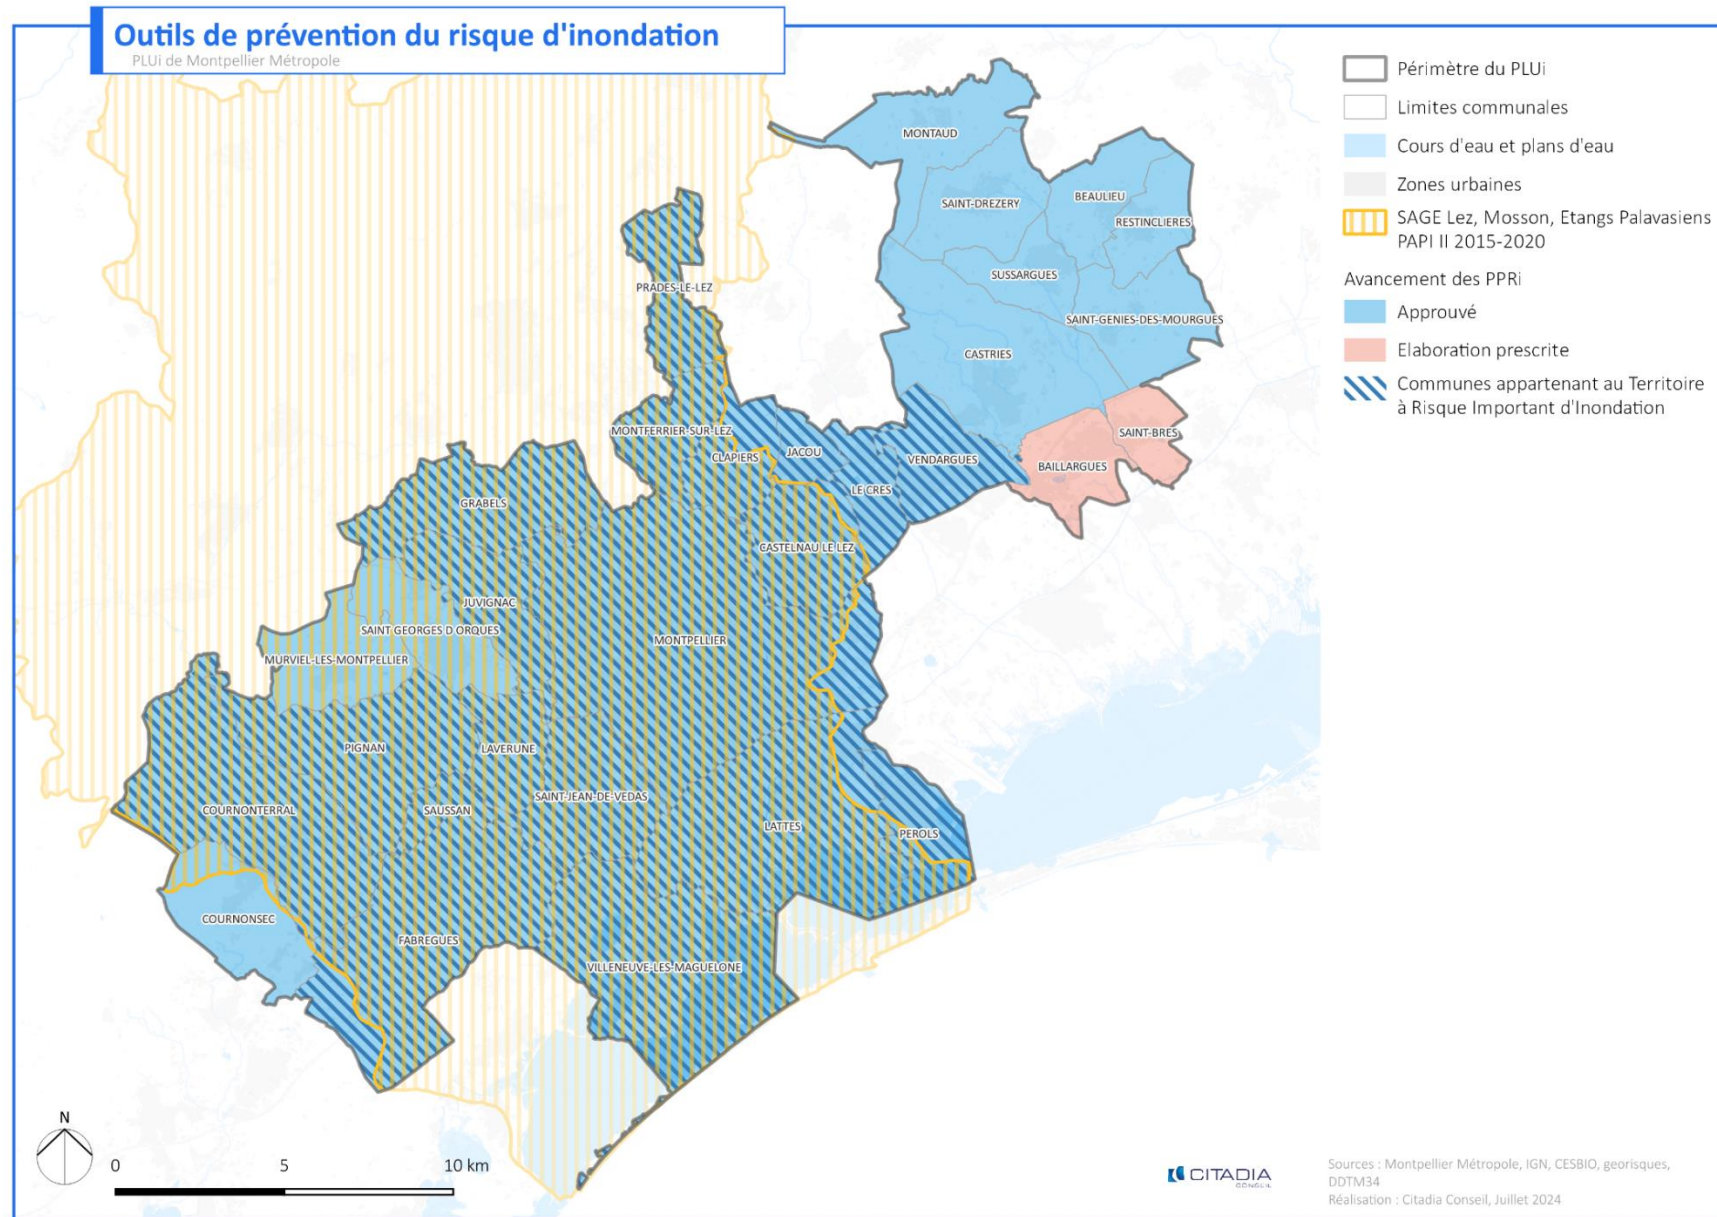 Outils de prévention du risque d'inondation
PLUi de Montpellier Métropole
Périmètre du PLUi
Limites communales
Cours d'eau et plans d'eau
Zones urbaines
SAGE Lez, Mosson, Etangs Palavasiens
PAPI II 2015-2020
Avancement des PPRi
Approuvé
Elaboration prescrite
Communes appartenant au Territoire
à Risque Important d'Inondation
MONTAUD
SAINT-DREZERY
BEAULIEU
RESTINCLIERES
SUSSARGUES
PRADES-LE-LEZ
SAINT-GENIES-DES-MOURGUES
CASTRIES
MONTFERRIER-SUR-LEZ
CLAPIERS
JACOU
VENDARGUES
SAINT-BRES
BAILLARGUES
LE CRES
GRABELS
CASTELNAU LE LEZ
JUVIGNAC
SAINT GEORGES D ORQUES
MONTPELLIER
MURVIEL-LES-MONTPELLIER
PIGNAN
LAVERUNE
COURNONTERRAL
SAUSSAN
SAINT-JEAN-DE-VEDAS
LATTES
PEROLS
COURNONSEC
FABREGUES
VILLENEUVE-LES-MAGUELONE
N
0 5 10 km
CITADIA
CONSEIL
Sources : Montpellier Métropole, IGN, CESBIO, georisques,
DDTM34
Réalisation : Citadia Conseil, Juillet 2024